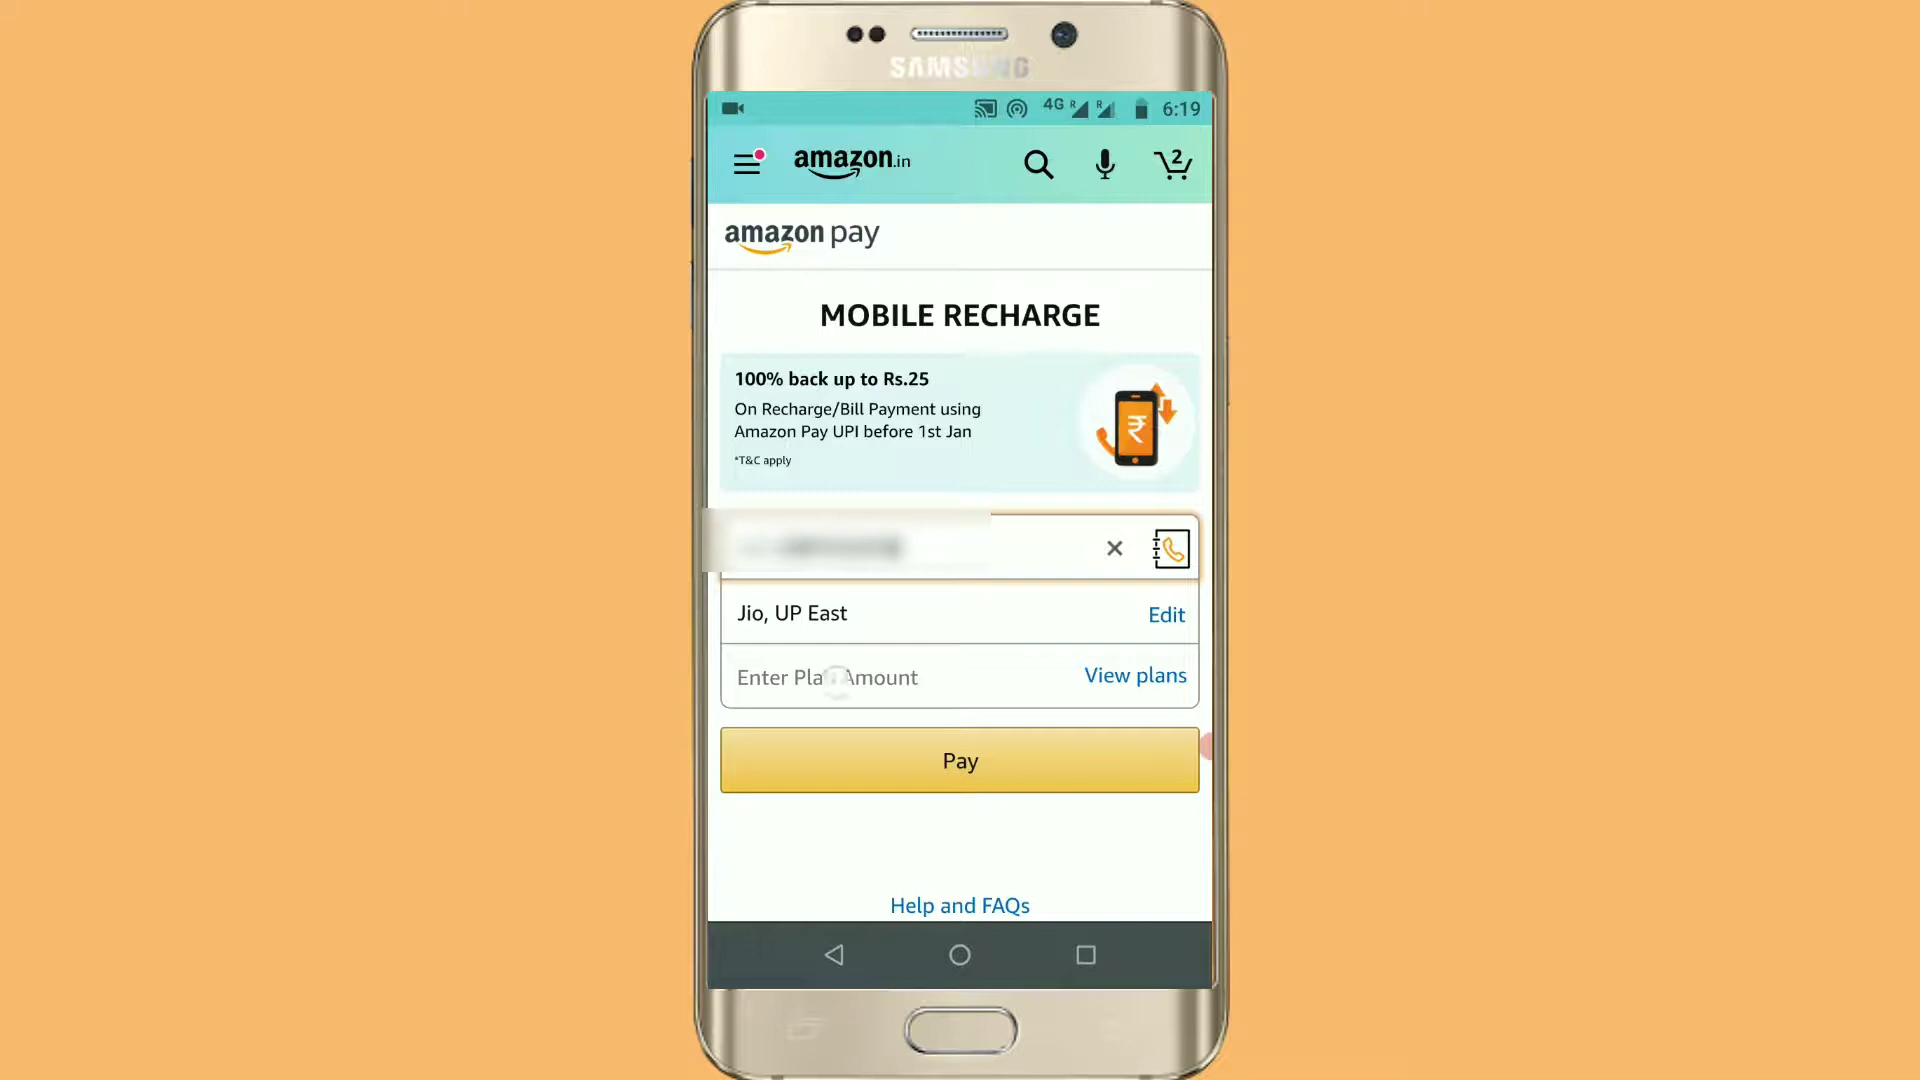 SAMSUNG
4G R R 6:19
amazon.in
2
amazon pay
MOBILE RECHARGE
100% back up to Rs.25
On Recharge/Bill Payment using
Amazon Pay UPI before 1st Jan
*T&C apply
₹
Jio, UP East
Edit
Enter Plan Amount
View plans
Pay
Help and FAQs